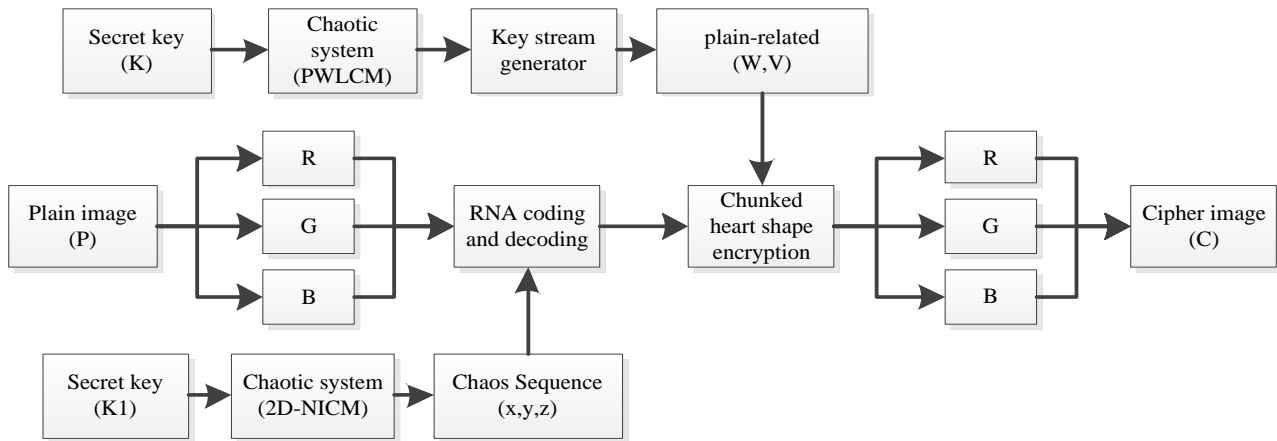 Secret key
(K)
Chaotic
system
(PWLCM)
Key stream
generator
plain-related
(W,V)
R
G
B
Plain image
(P)
RNA coding
and decoding
Chunked
heart shape
encryption
R
G
B
Cipher image
(C)
Secret key
(K1)
Chaotic system
(2D-NICM)
Chaos Sequence
(x,y,z)